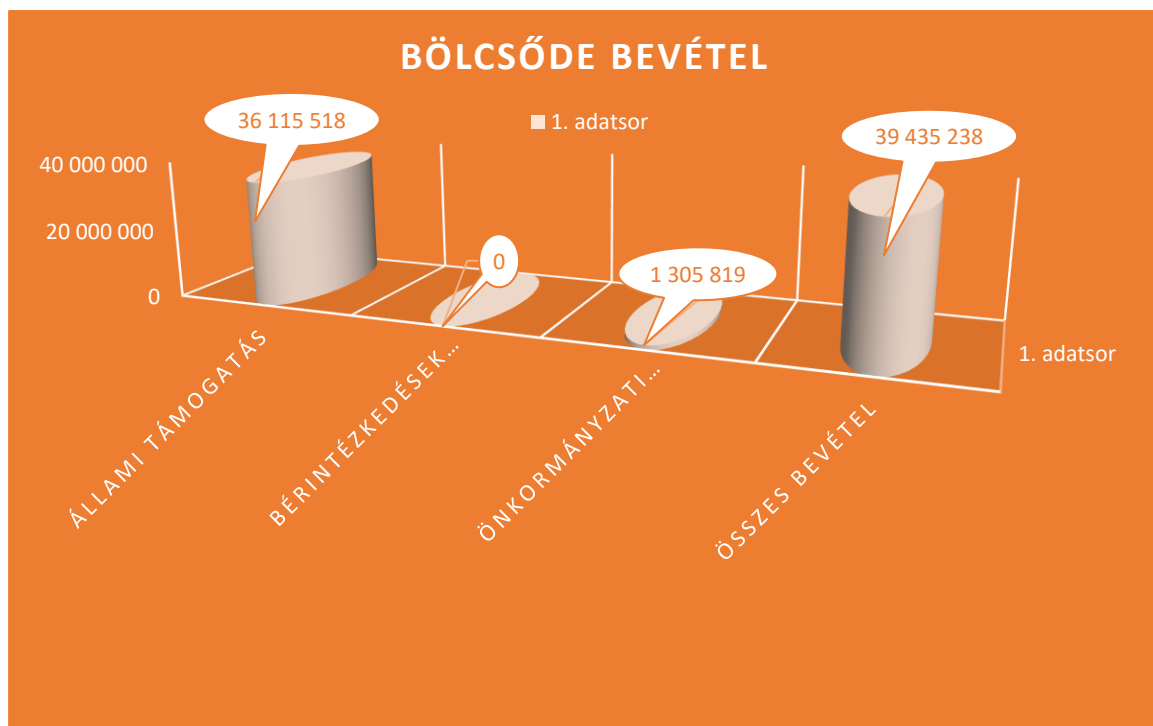 BÖLCSŐDE BEVÉTEL
36 115 518
1. adatsor
39 435 238
40 000 000
20 000 000
0
0
1 305 819
1. adatsor
ÁLLAMI TÁMOGATÁS
BÉRINTÉZKEDÉSEK…
ÖNKORMÁNYZATI…
ÖSSZES BEVÉTEL